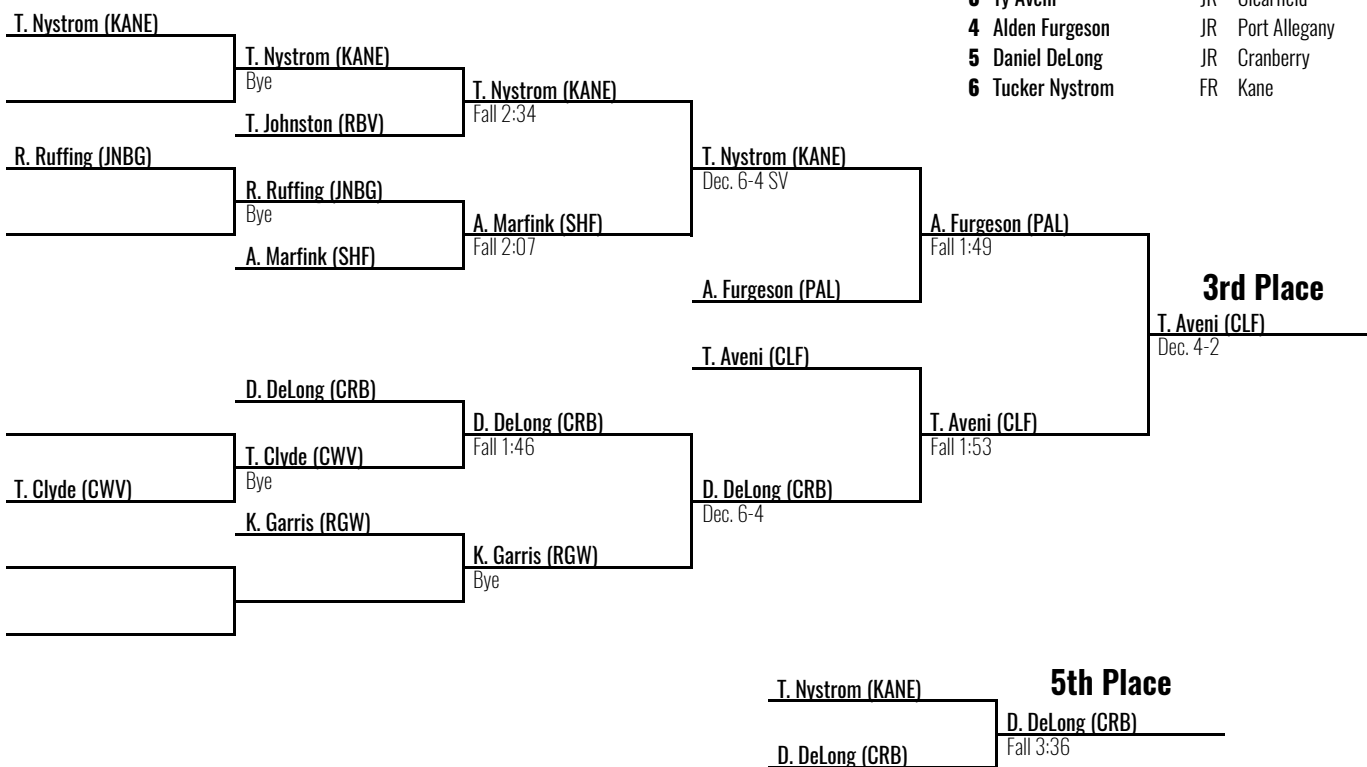 3 Ty Aveni JR Clearfield
4 Alden Furgeson JR Port Allegany
5 Daniel DeLong JR Cranberry
6 Tucker Nystrom FR Kane
T. Nystrom (KANE)
T. Nystrom (KANE)
Bye
T. Nystrom (KANE)
Fall 2:34
T. Johnston (RBV)
R. Ruffing (JNBG)
T. Nystrom (KANE)
Dec. 6-4 SV
R. Ruffing (JNBG)
Bye
A. Marfink (SHF)
Fall 2:07
A. Furgeson (PAL)
Fall 1:49
A. Marfink (SHF)
A. Furgeson (PAL)
3rd Place
T. Aveni (CLF)
Dec. 4-2
T. Aveni (CLF)
D. DeLong (CRB)
D. DeLong (CRB)
Fall 1:46
T. Aveni (CLF)
Fall 1:53
T. Clyde (CWV)
Bye
T. Clyde (CWV)
D. DeLong (CRB)
Dec. 6-4
K. Garris (RGW)
K. Garris (RGW)
Bye
5th Place
T. Nystrom (KANE)
D. DeLong (CRB)
Fall 3:36
D. DeLong (CRB)